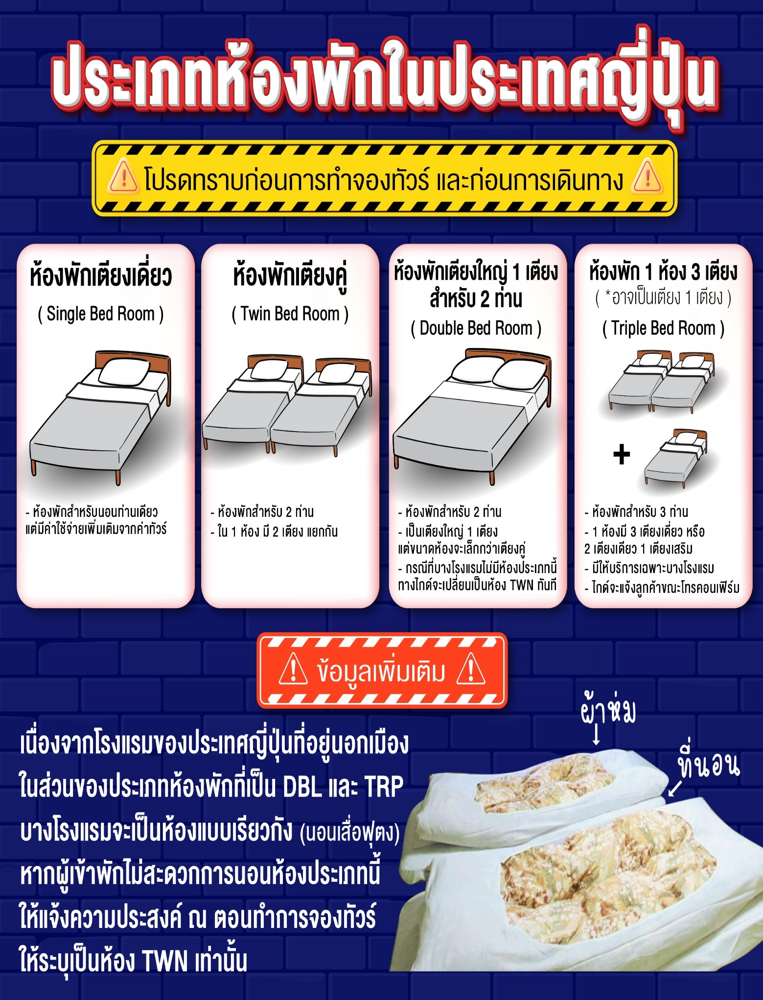 ประเภทห้องพักในประเทศญี่ปุ่น
โปรดทราบก่อนการทำจองทัวร์ และก่อนการเดินทาง
ห้องพักเตียงเดี่ยว
( Single Bed Room )
- ห้องพักสำหรับนอนท่านเดียว
แต่มีค่าใช้จ่ายเพิ่มเติมจากค่าทัวร์
ห้องพักเตียงคู่
( Twin Bed Room )
- ห้องพักสำหรับ 2 ท่าน
- ใน 1 ห้อง มี 2 เตียง แยกกัน
ห้องพักเตียงใหญ่ 1 เตียง
สำหรับ 2 ท่าน
( Double Bed Room )
- ห้องพักสำหรับ 2 ท่าน
- เป็นเตียงใหญ่ 1 เตียง
แต่ขนาดห้องจะเล็กกว่าเตียงคู่
- กรณีที่บางโรงแรมไม่มีห้องประเภทนี้
ทางไกด์จะเปลี่ยนเป็นห้อง TWN ทันที
ห้องพัก 1 ห้อง 3 เตียง
( *อาจเป็นเตียง 1 เตียง )
( Triple Bed Room )
+
- ห้องพักสำหรับ 3 ท่าน
- 1 ห้องมี 3 เตียงเดี่ยว หรือ
2 เตียงเดียว 1 เตียงเสริม
- มีให้บริการเฉพาะบางโรงแรม
- ไกด์จะแจ้งลูกค้าขณะโทรคอนเฟิร์ม
ข้อมูลเพิ่มเติม
เนื่องจากโรงแรมของประเทศญี่ปุ่นที่อยู่นอกเมือง
ในส่วนของประเภทห้องพักที่เป็น DBL และ TRP
บางโรงแรมจะเป็นห้องแบบเรียวกัง (นอนเสื่อฟุตง)
หากผู้เข้าพักไม่สะดวกการนอนห้องประเภทนี้
ให้แจ้งความประสงค์ ณ ตอนทำการจองทัวร์
ให้ระบุเป็นห้อง TWN เท่านั้น
ผ้าห่ม
ที่นอน